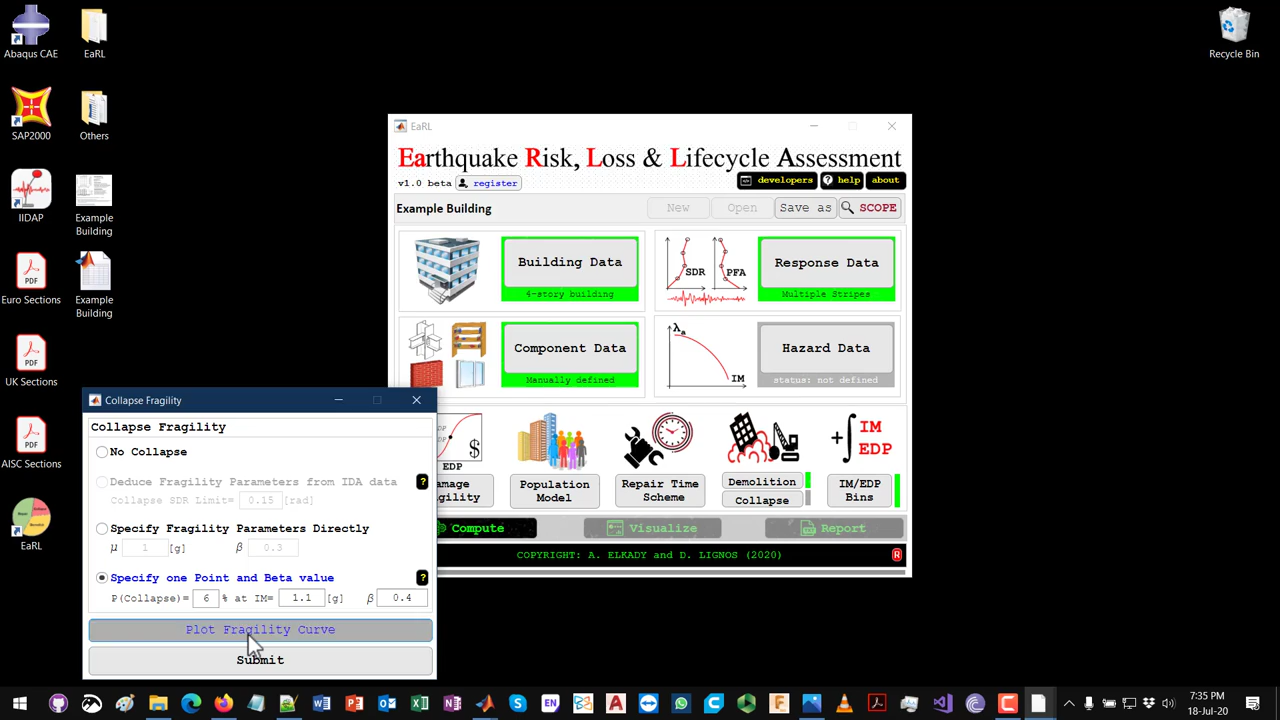 Abaqus CAE
EaRL
Recycle Bin
SAP2000
Others
IIDAP
Example
Building
Euro Sections
Example
Building
UK Sections
AISC Sections
EaRL
EaRL
Earthquake Risk, Loss & Lifecycle Assessment
v1.0 beta
register
developers
help
about
Example Building
New
Open
Save as
SCOPE
Building Data
4-story building
SDR
PFA
Response Data
Multiple Stripes
Component Data
Manually defined
λa
IM
Hazard Data
status: not defined
$
EDP
IM
EDP
amage
gility
Population
Model
Repair Time
Scheme
Demolition
Collapse
IM/EDP
Bins
Compute
Visualize
Report
COPYRIGHT: A. ELKADY and D. LIGNOS (2020)
R
Collapse Fragility
Collapse Fragility
No Collapse
Deduce Fragility Parameters from IDA data
?
Collapse SDR Limit= 0.15 [rad]
Specify Fragility Parameters Directly
μ 1 [g] β 0.3
Specify one Point and Beta value
?
P(Collapse)= 6 % at IM= 1.1 [g] β 0.4
Plot Fragility Curve
Submit
EN
7:35 PM
18-Jul-20